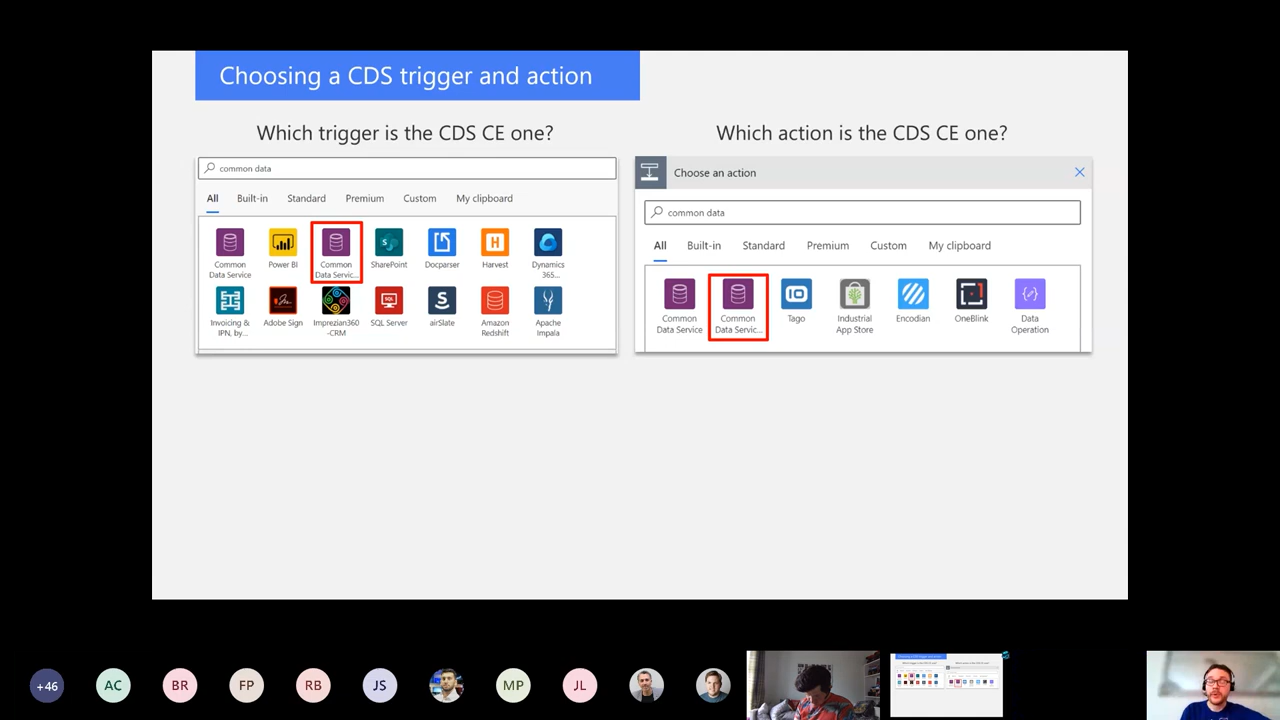 Choosing a CDS trigger and action
Which trigger is the CDS CE one?
common data
All Built-in Standard Premium Custom My clipboard
Common Data Service
Power BI
Common Data Servic...
SharePoint
Docparser
Harvest
Dynamics 365...
Invoicing & IPN, by...
Adobe Sign
Imprezian360 -CRM
SQL Server
airSlate
Amazon Redshift
Apache Impala
Which action is the CDS CE one?
Choose an action
common data
All Built-in Standard Premium Custom My clipboard
Common Data Service
Common Data Servic...
Tago
Industrial App Store
Encodian
OneBlink
Data Operation
+46 AC BR S RB JS MP JL